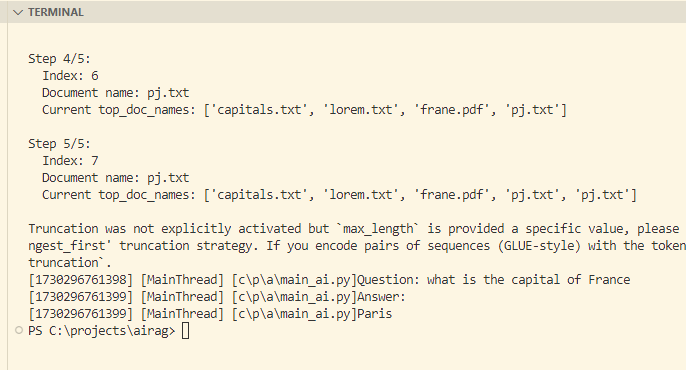 TERMINAL
Step 4/5:
Index: 6
Document name: pj.txt
Current top_doc_names: ['capitals.txt', 'lorem.txt', 'frane.pdf', 'pj.txt']
Step 5/5:
Index: 7
Document name: pj.txt
Current top_doc_names: ['capitals.txt', 'lorem.txt', 'frane.pdf', 'pj.txt', 'pj.txt']
Truncation was not explicitly activated but `max_length` is provided a specific value, please
ngest_first' truncation strategy. If you encode pairs of sequences (GLUE-style) with the token
truncation`.
[1730296761398] [MainThread] [c\p\a\main_ai.py]Question: what is the capital of France
[1730296761399] [MainThread] [c\p\a\main_ai.py]Answer:
[1730296761399] [MainThread] [c\p\a\main_ai.py]Paris
PS C:\projects\airag>